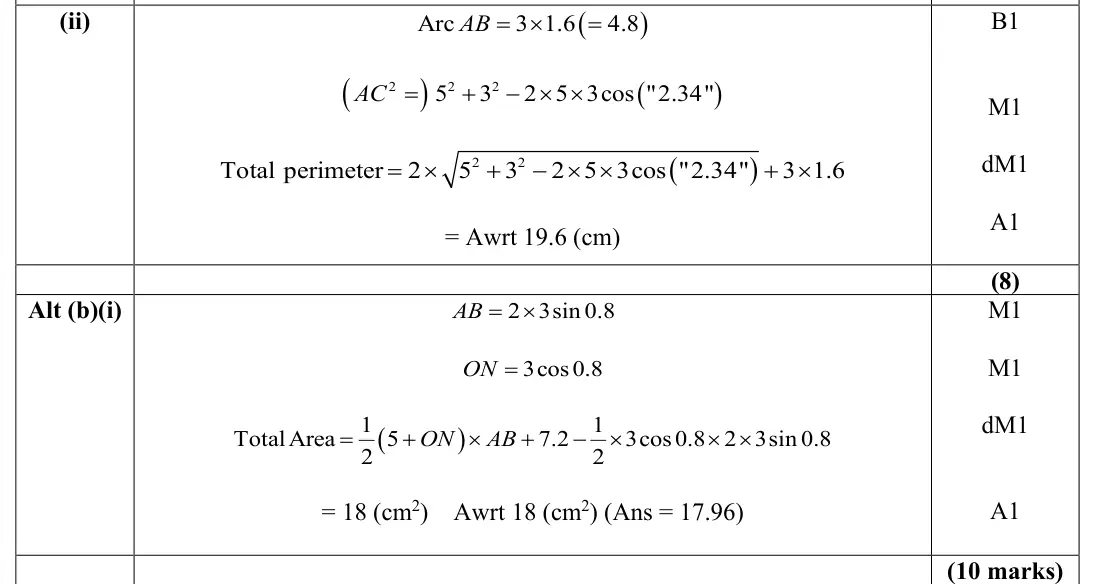 (ii) Arc AB = 3×1.6(= 4.8) B1
(AC² =) 5² + 3² − 2×5×3cos("2.34") M1
Total perimeter = 2× √(5² + 3² − 2×5×3cos("2.34")) + 3×1.6 dM1
= Awrt 19.6 (cm) A1
(8)
Alt (b)(i) AB = 2×3sin 0.8 M1
ON = 3cos 0.8 M1
Total Area = 1/2 (5 + ON)× AB + 7.2 − 1/2 ×3cos 0.8×2×3sin 0.8 dM1
= 18 (cm²) Awrt 18 (cm²) (Ans = 17.96) A1
(10 marks)